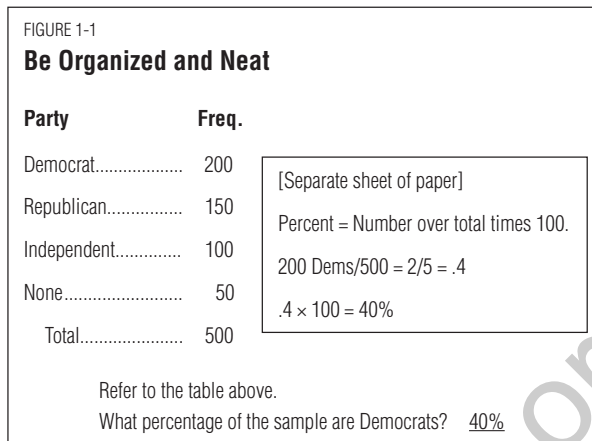 FIGURE 1-1
Be Organized and Neat
Party Freq.
Democrat................... 200
Republican................ 150
Independent.............. 100
None......................... 50
Total...................... 500
[Separate sheet of paper]
Percent = Number over total times 100.
200 Dems/500 = 2/5 = .4
.4 × 100 = 40%
Refer to the table above.
What percentage of the sample are Democrats? 40%